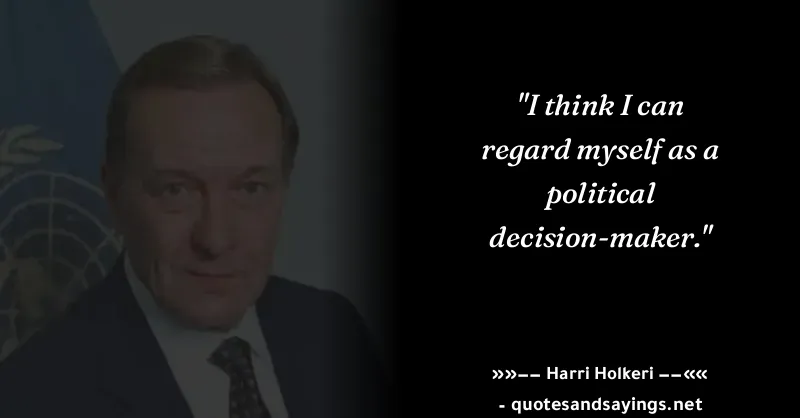 "I think I can
regard myself as a
political
decision-maker."
»»–– Harri Holkeri ––««
- quotesandsayings.net